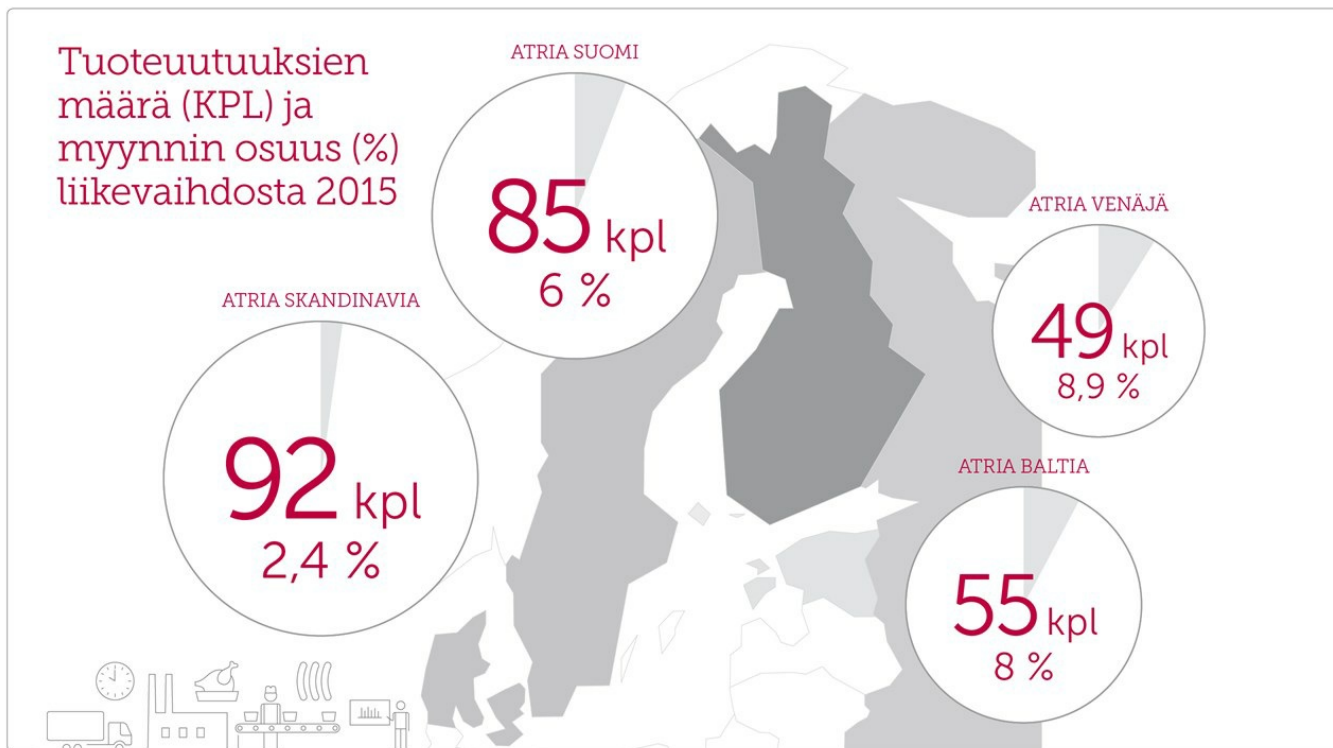 Tuoteuutuuksien
määrä (KPL) ja
myynnin osuus (%)
liikevaihdosta 2015
ATRIA SUOMI
85 kpl
6 %
ATRIA VENÄJÄ
49 kpl
8,9 %
ATRIA SKANDINAVIA
92 kpl
2,4 %
ATRIA BALTIA
55 kpl
8 %